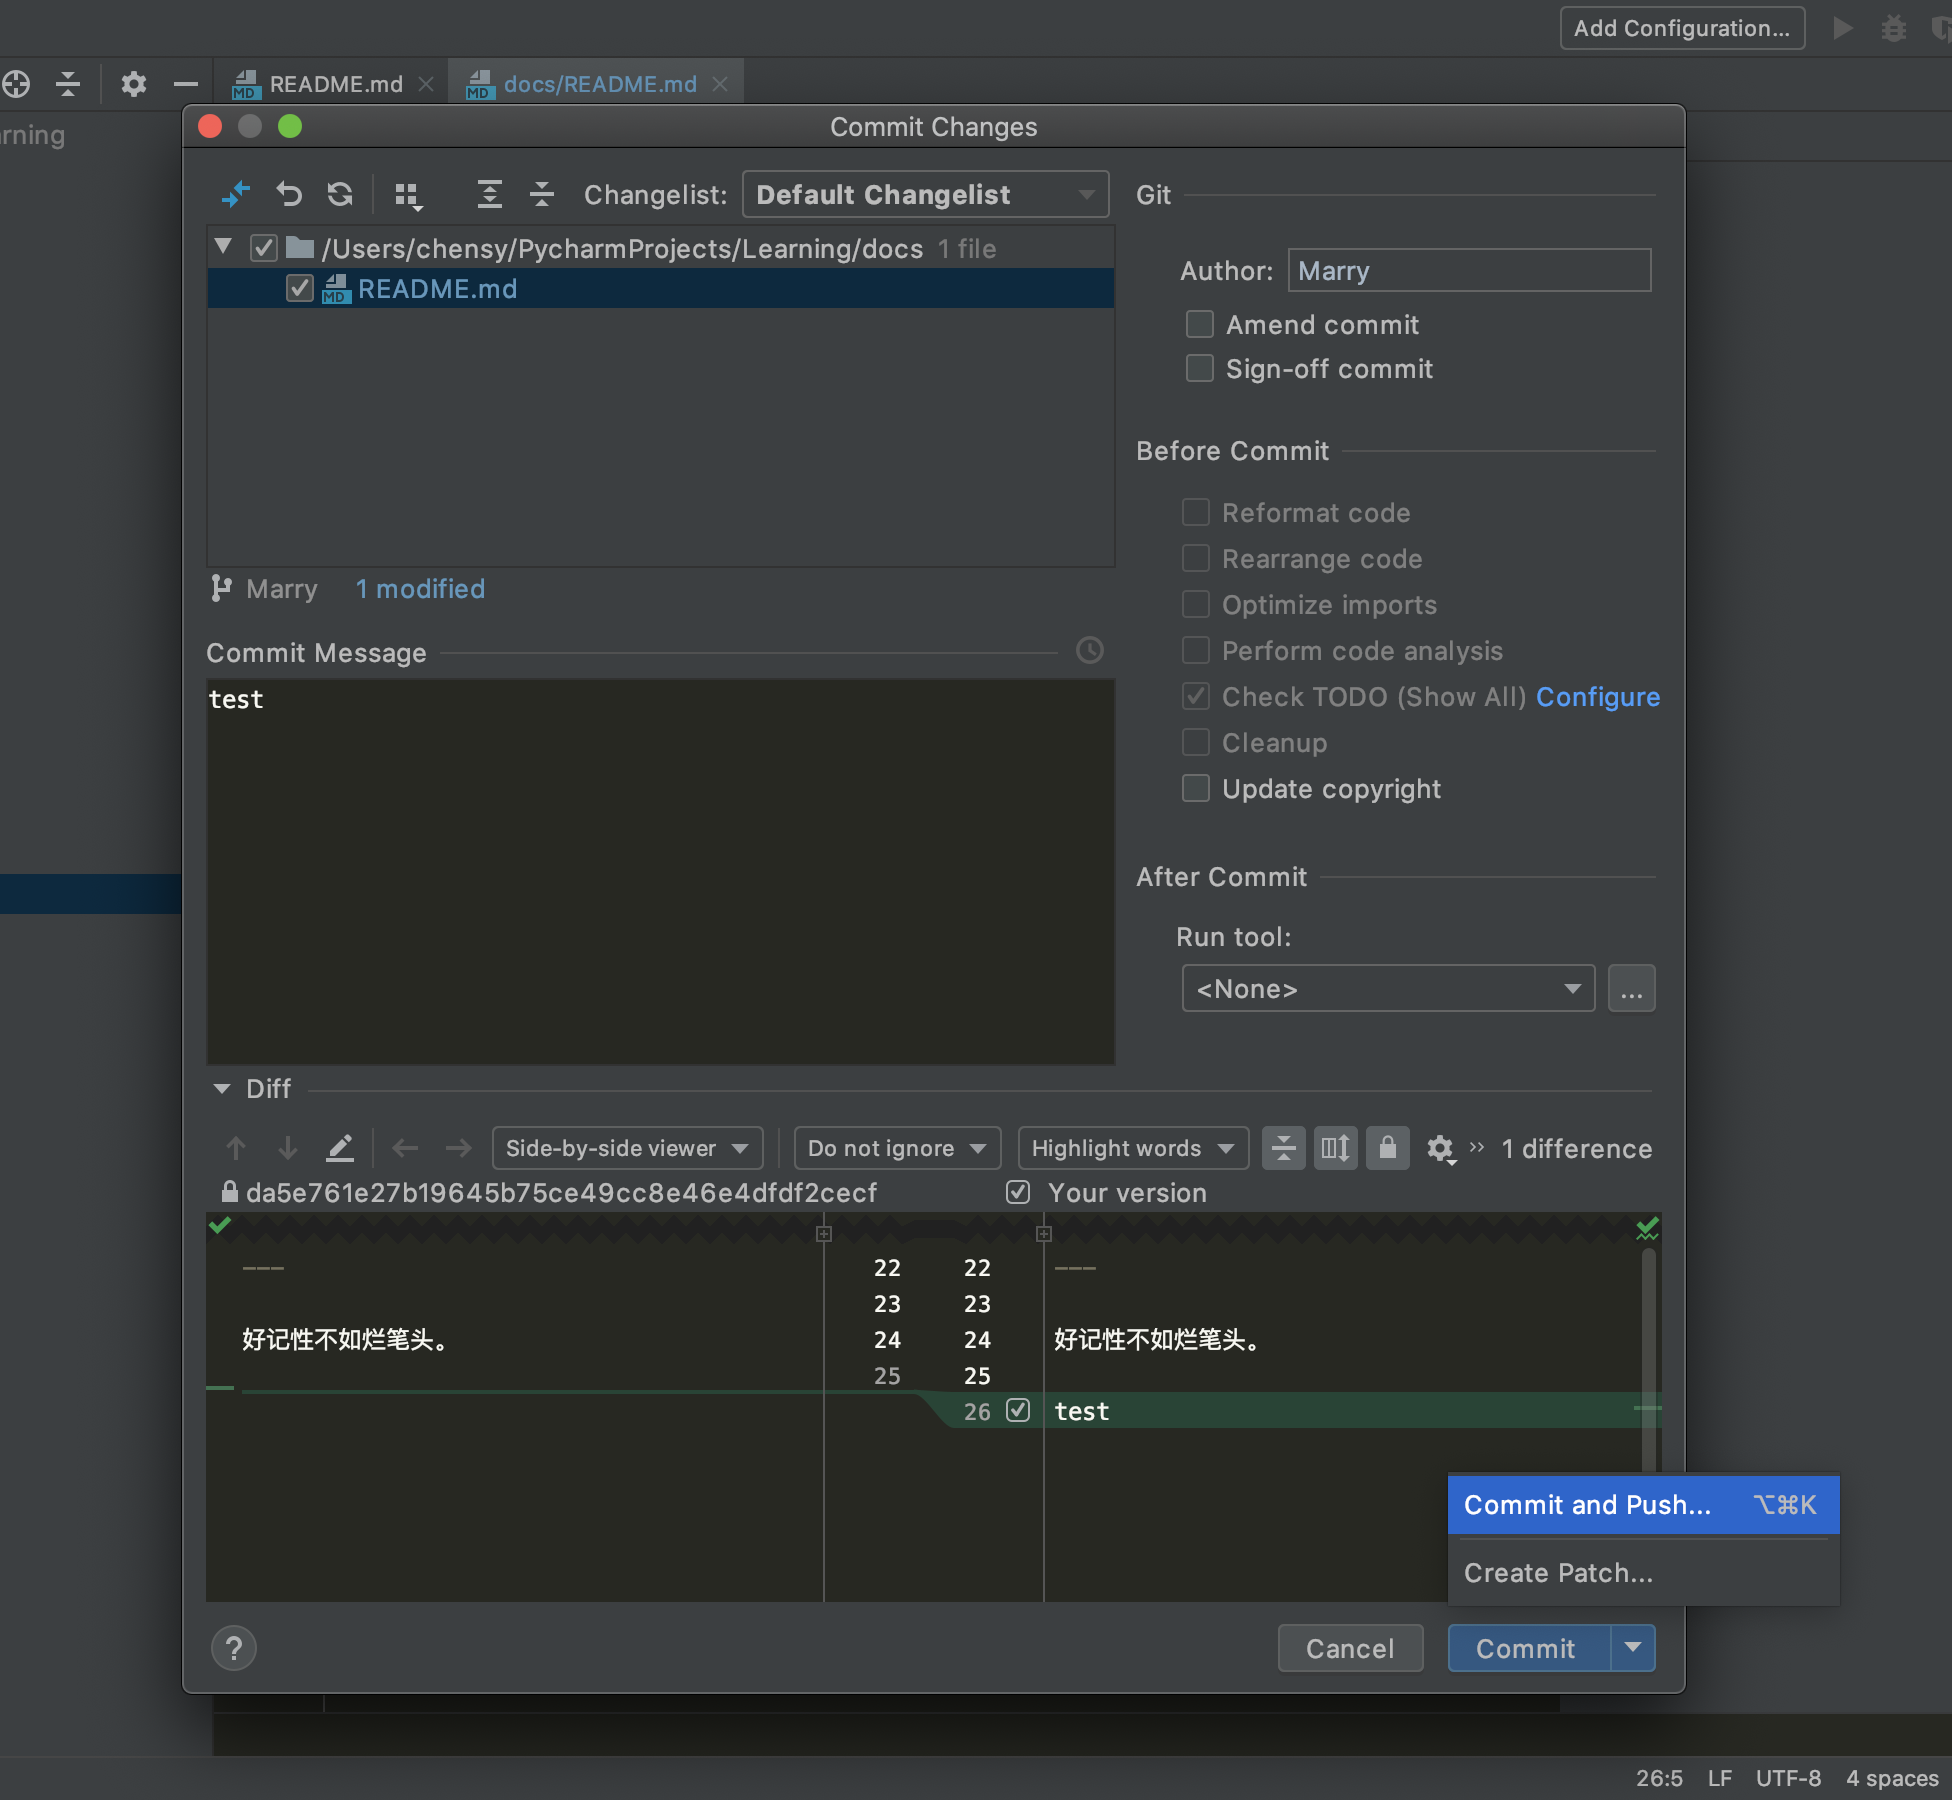 Add Configuration...
README.md
docs/README.md
rning
Commit Changes
Changelist: Default Changelist
/Users/chensy/PycharmProjects/Learning/docs 1 file
README.md
Marry 1 modified
Commit Message
test
Git
Author: Marry
Amend commit
Sign-off commit
Before Commit
Reformat code
Rearrange code
Optimize imports
Perform code analysis
Check TODO (Show All) Configure
Cleanup
Update copyright
After Commit
Run tool:
<None>
...
Diff
Side-by-side viewer Do not ignore Highlight words >> 1 difference
da5e761e27b19645b75ce49cc8e46e4dfdf2cecf Your version
--- 22 22 ---
23 23
好记性不如烂笔头。 24 24 好记性不如烂笔头。
25 25
26 test
Commit and Push... ⌥⌘K
Create Patch...
? Cancel Commit
26:5 LF UTF-8 4 spaces